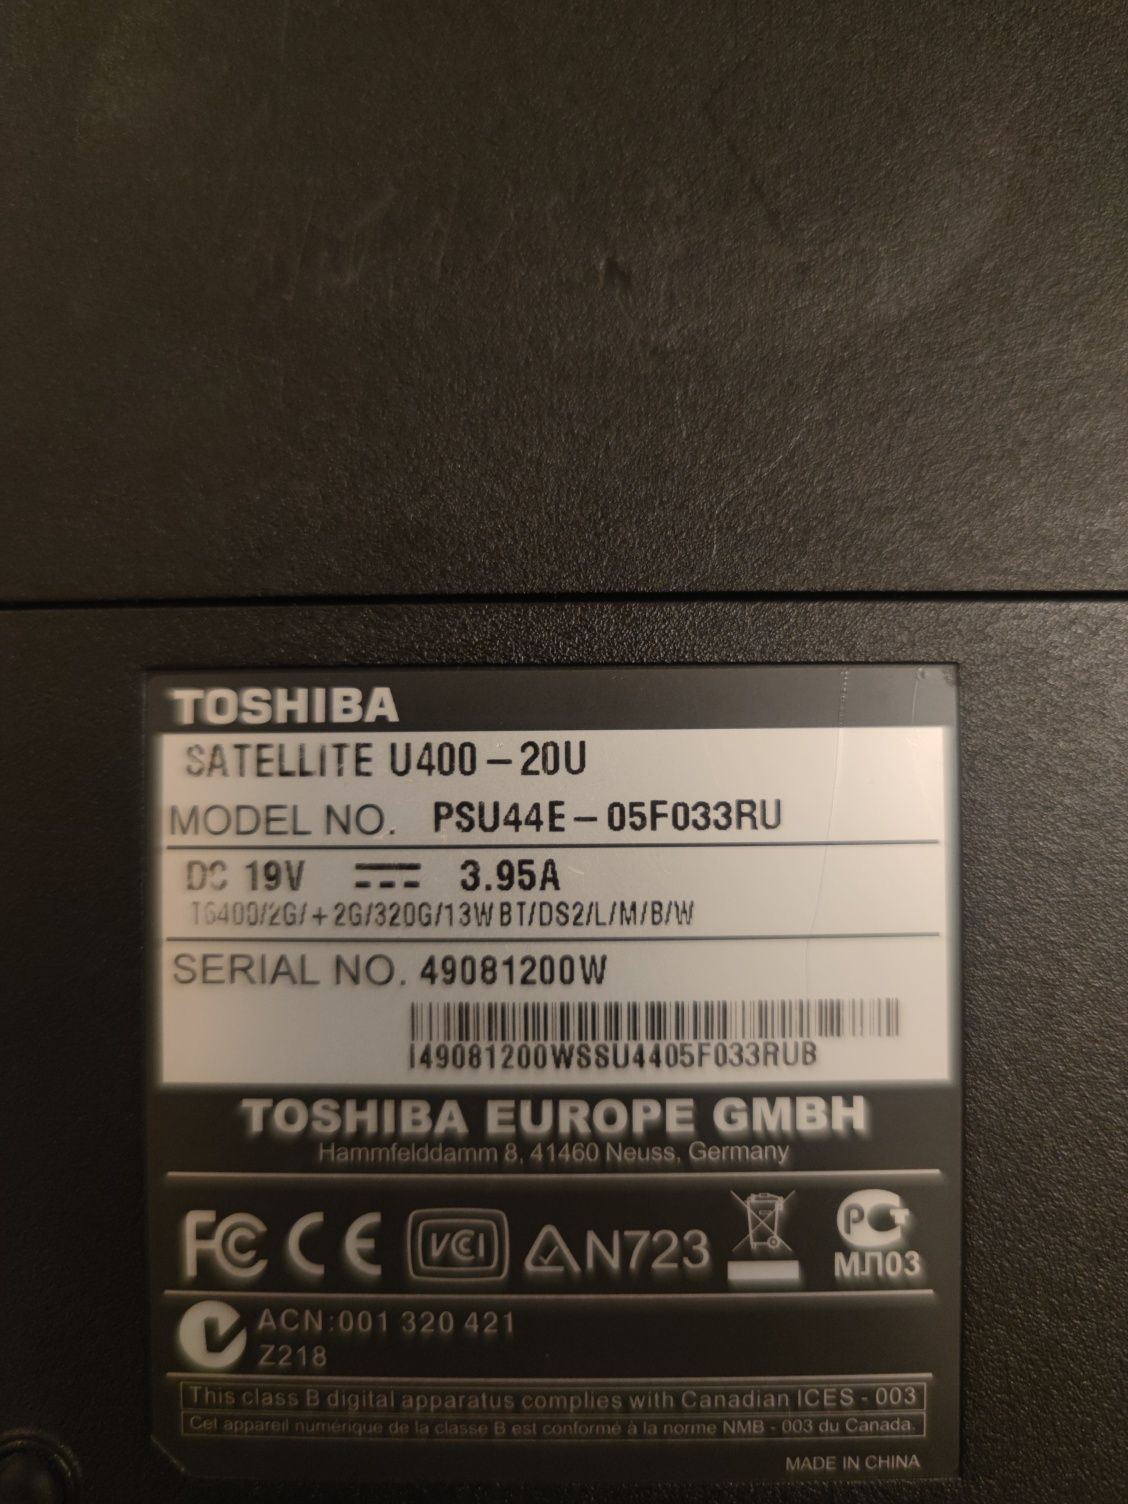 TOSHIBA
SATELLITE U400-20U
MODEL NO. PSU44E-05F033RU
DC 19V 3.95A
T6400/2G/+2G/320G/13W BT/DS2/L/M/B/W
SERIAL NO. 49081200W
I49081200WSSU4405F033RUB
TOSHIBA EUROPE GMBH
Hammfelddamm 8, 41460 Neuss, Germany
FC CE VCI N723 РСТ
МЛ03
ACN:001 320 421
Z218
This class B digital apparatus complies with Canadian ICES - 003
Cet appareil numérique de la classe B est conforme à la norme NMB - 003 du Canada.
MADE IN CHINA